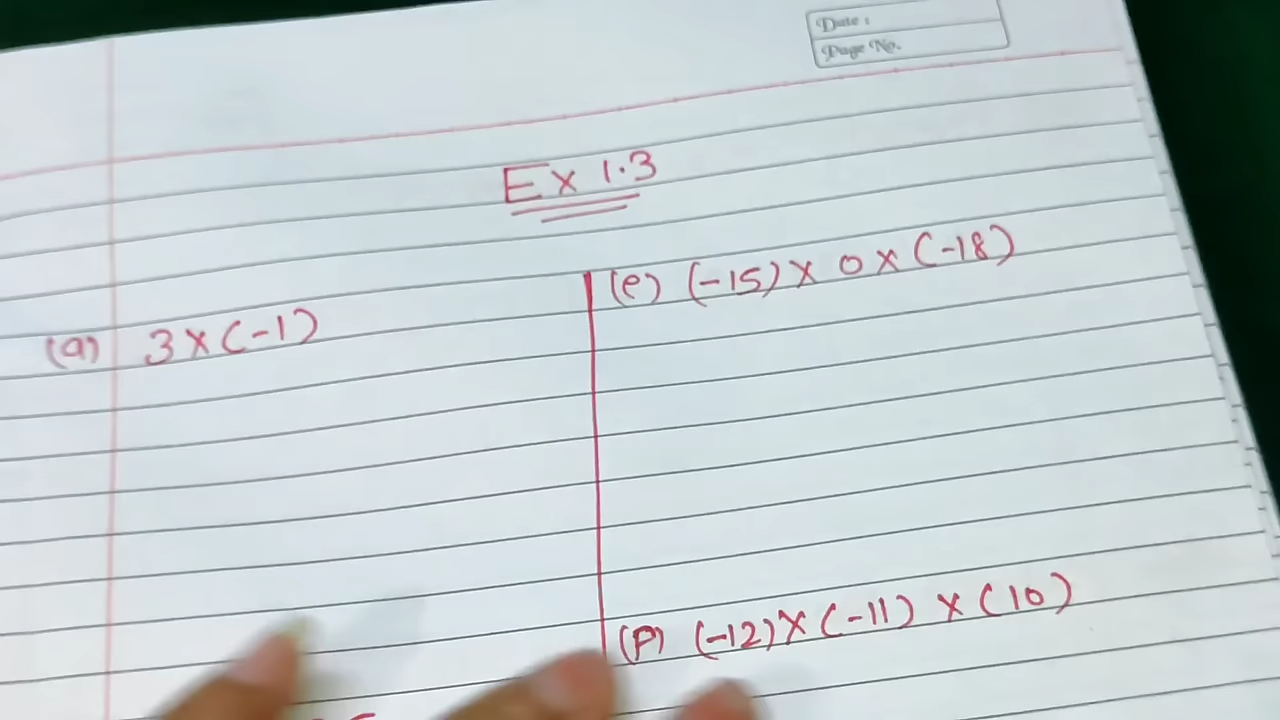 Date :
Page No.
Ex 1.3
(a) 3 × (-1)
(e) (-15) × 0 × (-18)
(f) (-12) × (-11) × (10)